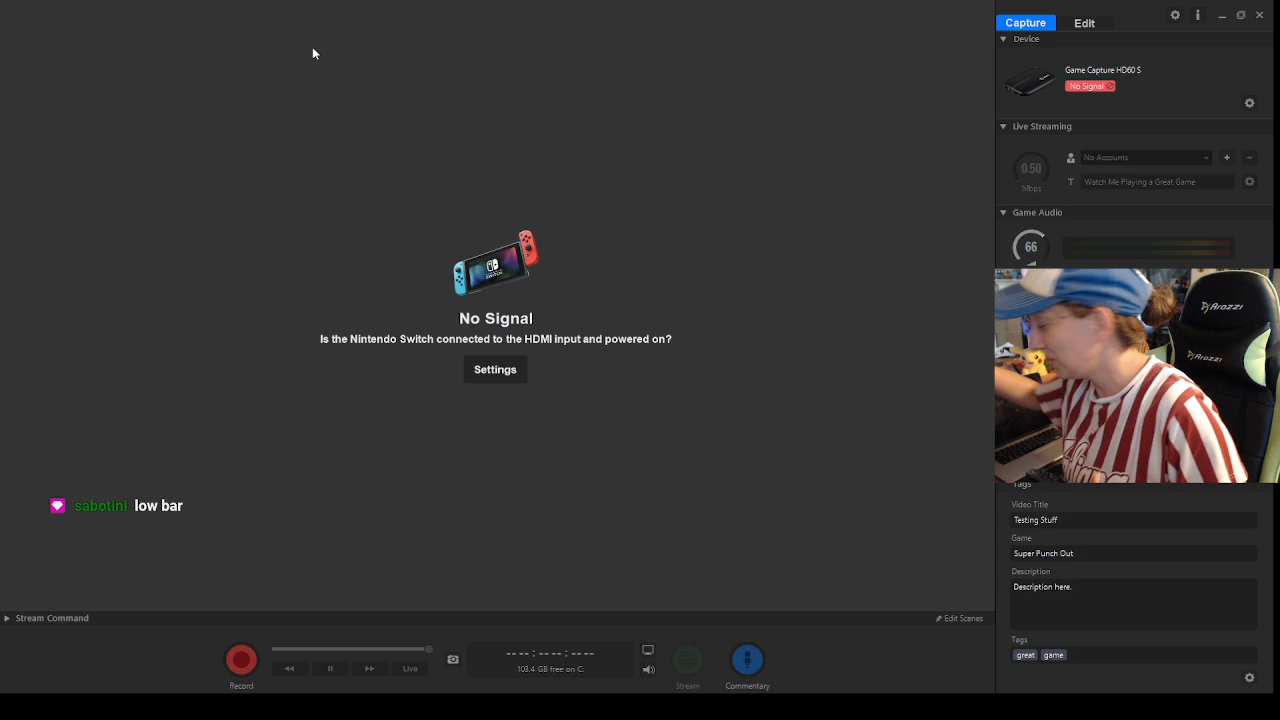 Capture
Edit
Device
Game Capture HD60 S
No Signal
Live Streaming
0.50
Mbps
No Accounts
T
Watch Me Playing a Great Game
Game Audio
66
No Signal
Is the Nintendo Switch connected to the HDMI input and powered on?
Settings
AROZZI
AROZZI
sabotini low bar
Tags
Video Title
Testing Stuff
Game
Super Punch Out
Description
Description here.
Tags
great game
Stream Command
Edit Scenes
-- -- : -- -- : -- --
103.4 GB free on C:
Live
Record
Stream
Commentary